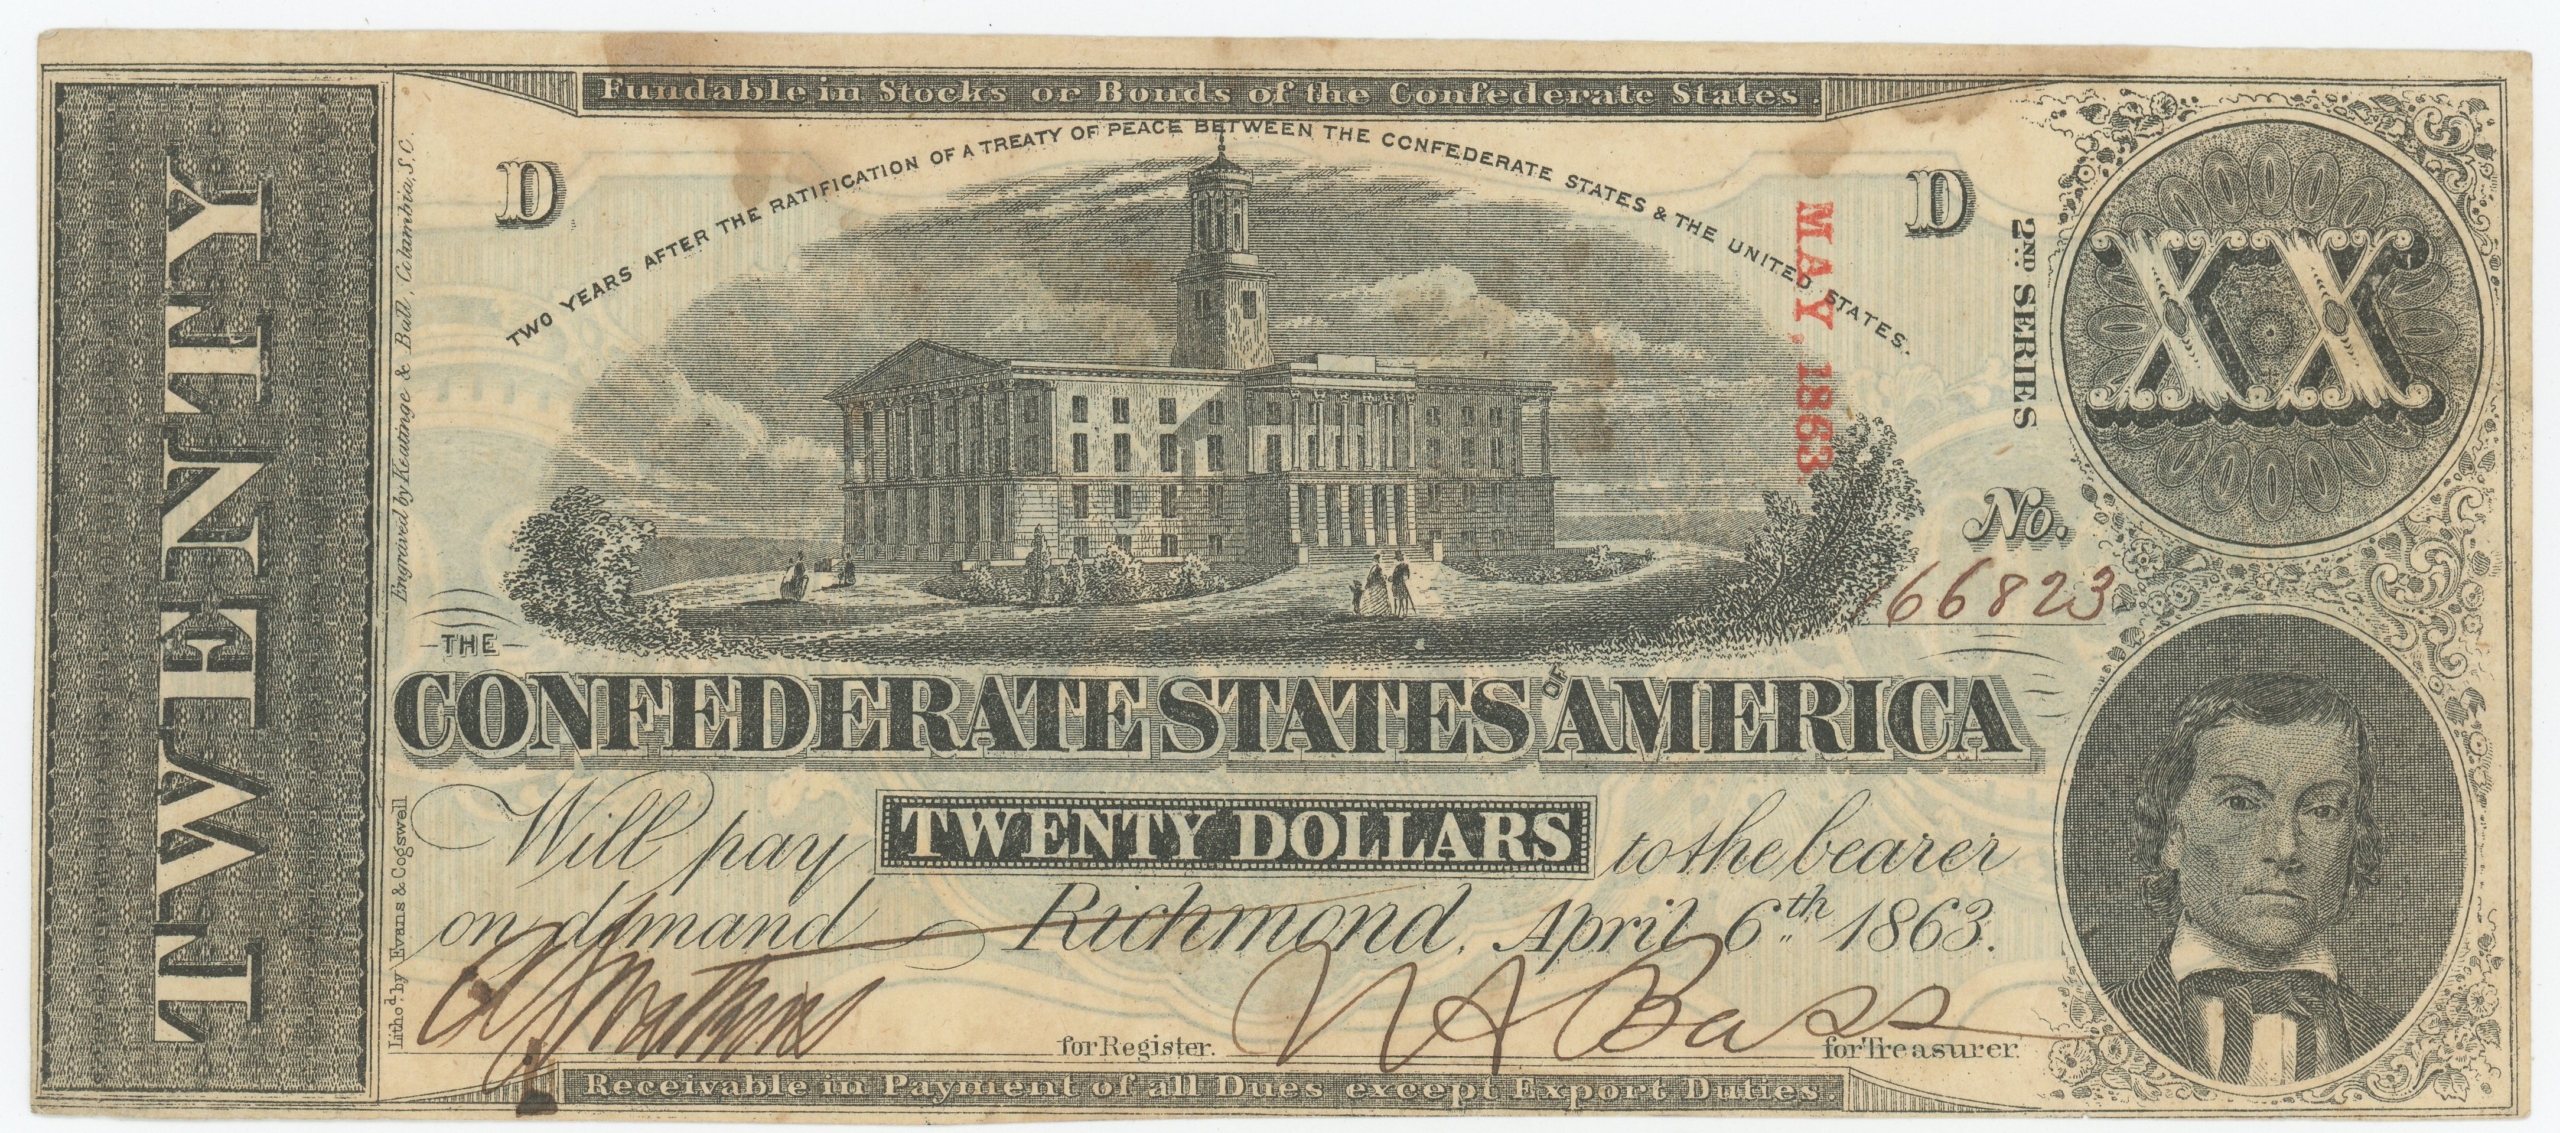 Fundable in Stocks or Bonds of the Confederate States.
TWO YEARS AFTER THE RATIFICATION OF A TREATY OF PEACE BETWEEN THE CONFEDERATE STATES & THE UNITED STATES.
TWENTY
Engraved by Keatinge & Ball, Columbia, S.C.
D
D
MAY, 1863
2ND SERIES
XX
No.
66823
THE
CONFEDERATE STATES OF AMERICA
Will pay TWENTY DOLLARS to the bearer
on demand Richmond, April 6th 1863.
Lithod. by Evans & Cogswell
for Register.
N A Bass
for Treasurer.
Receivable in Payment of all Dues except Export Duties.